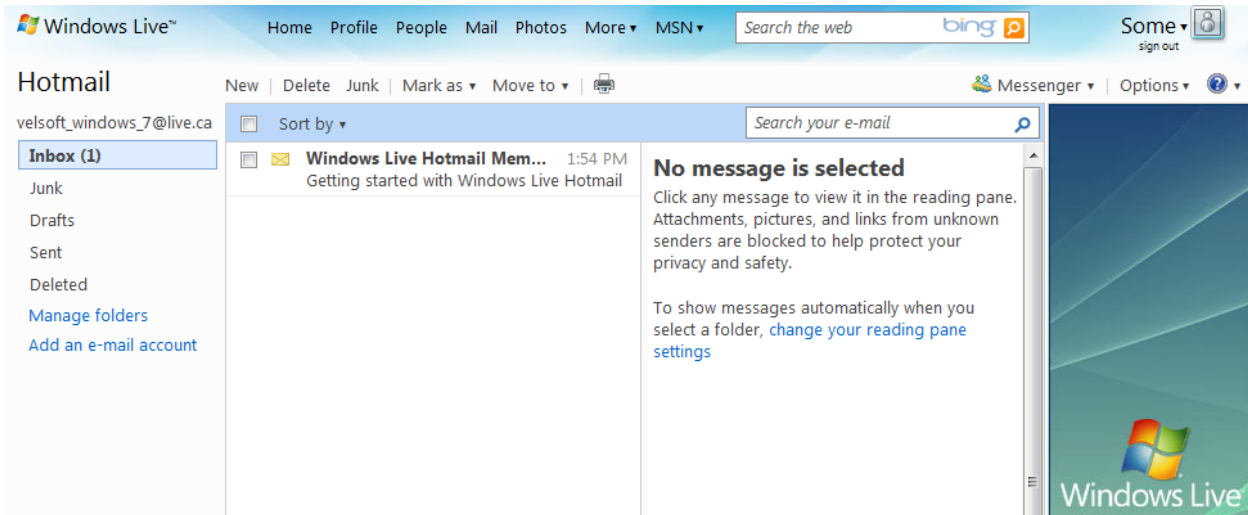 Windows Live™ Home Profile People Mail Photos More MSN Search the web bing Some
sign out
Hotmail
New | Delete Junk | Mark as Move to | Messenger | Options
velsoft_windows_7@live.ca
Sort by Search your e-mail
Inbox (1)
Junk
Drafts
Sent
Deleted
Manage folders
Add an e-mail account
Windows Live Hotmail Mem... 1:54 PM
Getting started with Windows Live Hotmail
No message is selected
Click any message to view it in the reading pane.
Attachments, pictures, and links from unknown
senders are blocked to help protect your
privacy and safety.
To show messages automatically when you
select a folder, change your reading pane
settings
Windows Live